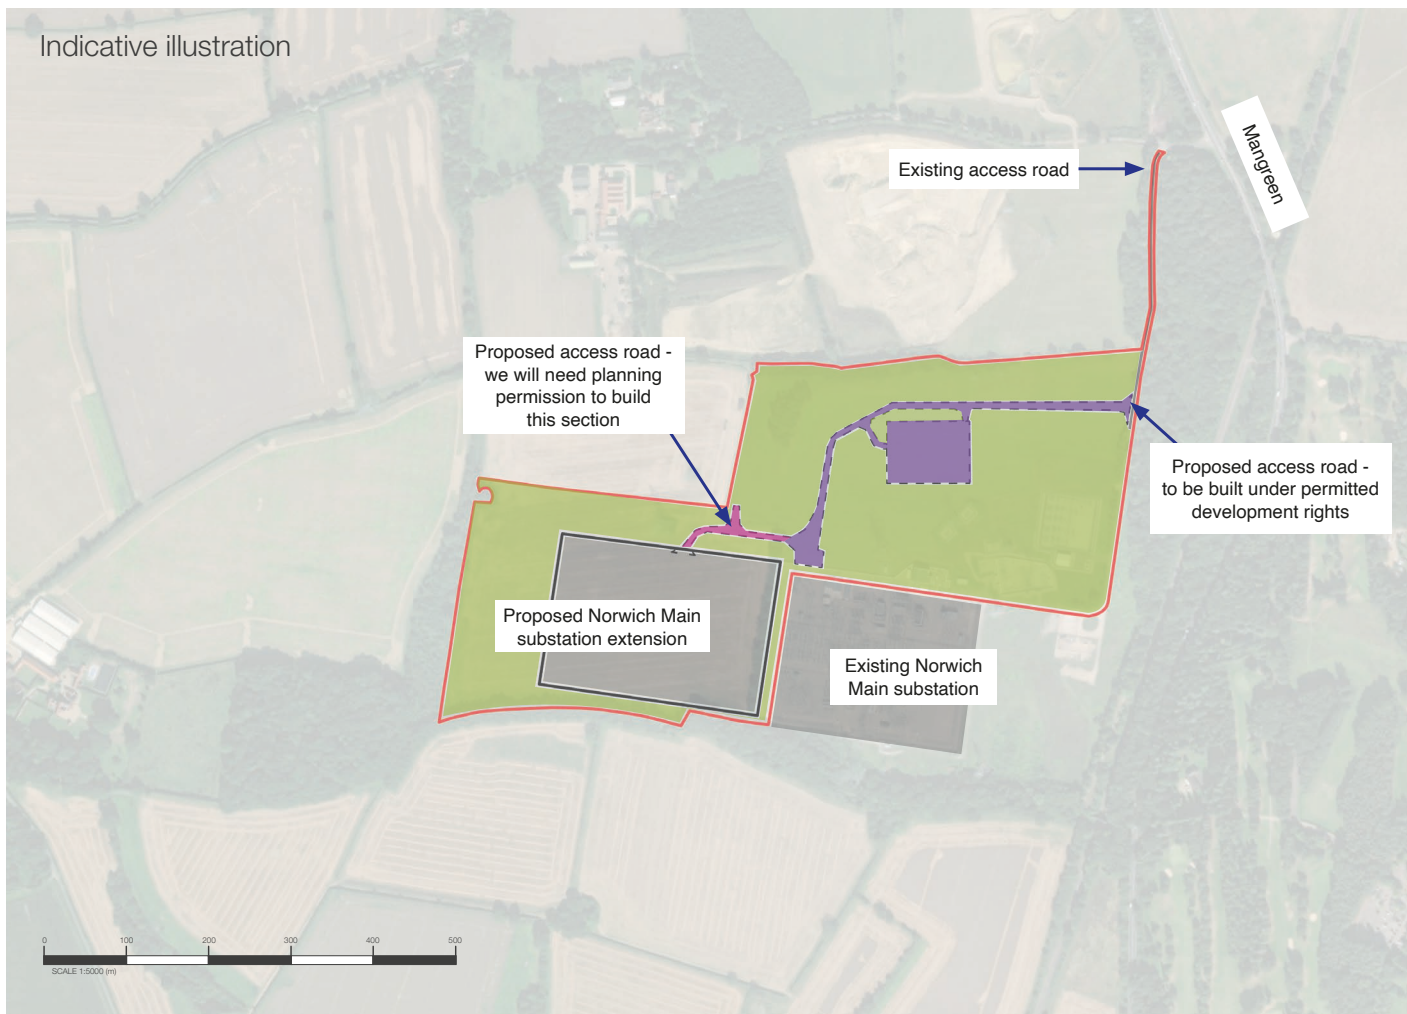 Indicative illustration
Mangreen
Existing access road
Proposed access road -
we will need planning
permission to build
this section
Proposed access road -
to be built under permitted
development rights
Proposed Norwich Main
substation extension
Existing Norwich
Main substation
0 100 200 300 400 500
SCALE 1:5000 (m)